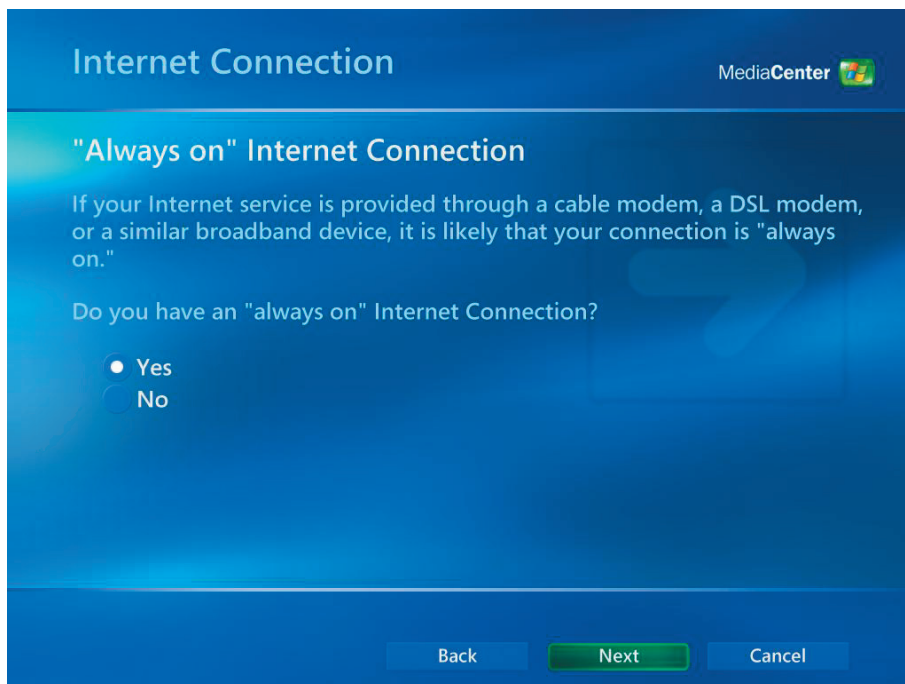 Internet Connection
MediaCenter
"Always on" Internet Connection
If your Internet service is provided through a cable modem, a DSL modem,
or a similar broadband device, it is likely that your connection is "always
on."
Do you have an "always on" Internet Connection?
Yes
No
Back Next Cancel